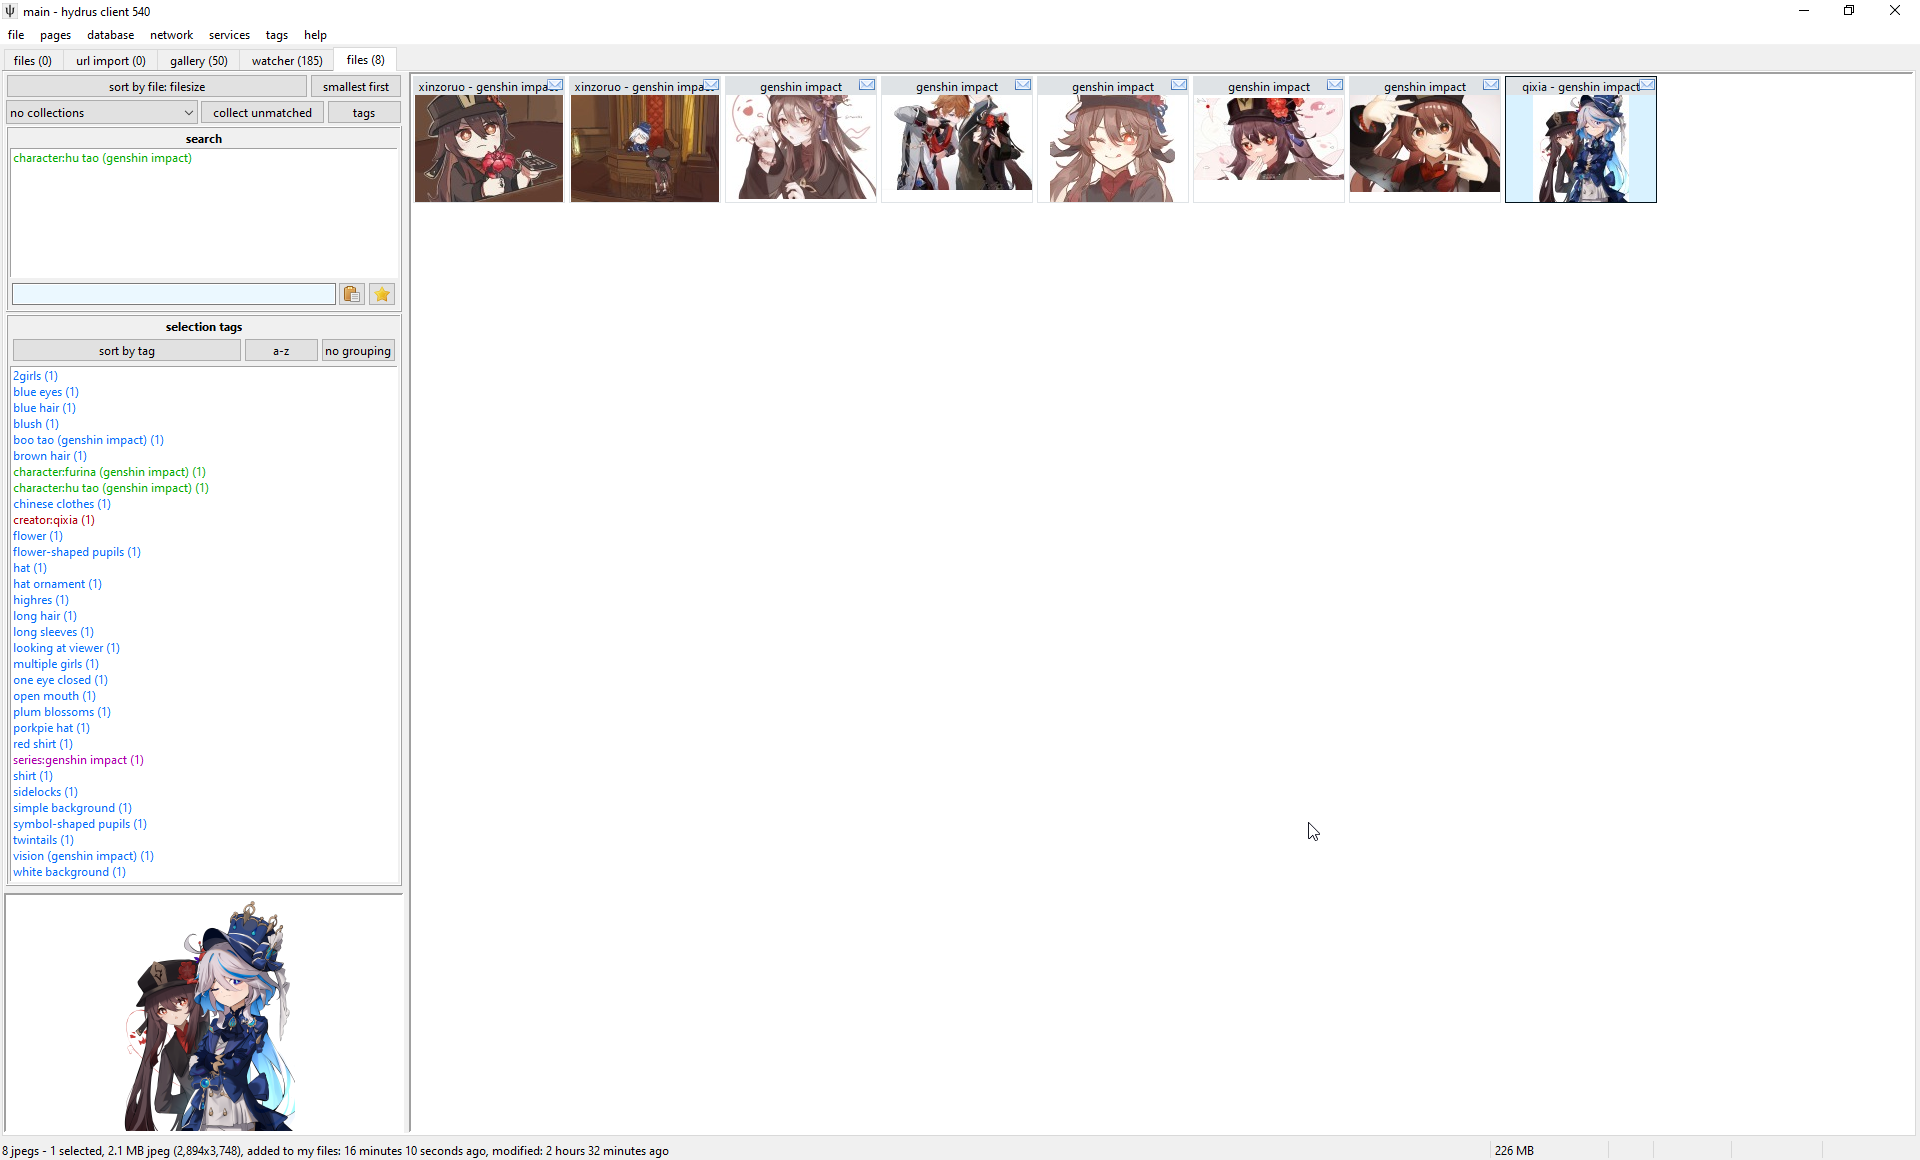 main - hydrus client 540
file pages database network services tags help
files (0) url import (0) gallery (50) watcher (185) files (8)
sort by file: filesize smallest first
no collections collect unmatched tags
search
character:hu tao (genshin impact)
selection tags
sort by tag a-z no grouping
2girls (1)
blue eyes (1)
blue hair (1)
blush (1)
boo tao (genshin impact) (1)
brown hair (1)
character:furina (genshin impact) (1)
character:hu tao (genshin impact) (1)
chinese clothes (1)
creator:qixia (1)
flower (1)
flower-shaped pupils (1)
hat (1)
hat ornament (1)
highres (1)
long hair (1)
long sleeves (1)
looking at viewer (1)
multiple girls (1)
one eye closed (1)
open mouth (1)
plum blossoms (1)
porkpie hat (1)
red shirt (1)
series:genshin impact (1)
shirt (1)
sidelocks (1)
simple background (1)
symbol-shaped pupils (1)
twintails (1)
vision (genshin impact) (1)
white background (1)
xinzoruo - genshin impac xinzoruo - genshin impac genshin impact genshin impact genshin impact genshin impact genshin impact qixia - genshin impact
8 jpegs - 1 selected, 2.1 MB jpeg (2,894x3,748), added to my files: 16 minutes 10 seconds ago, modified: 2 hours 32 minutes ago
226 MB